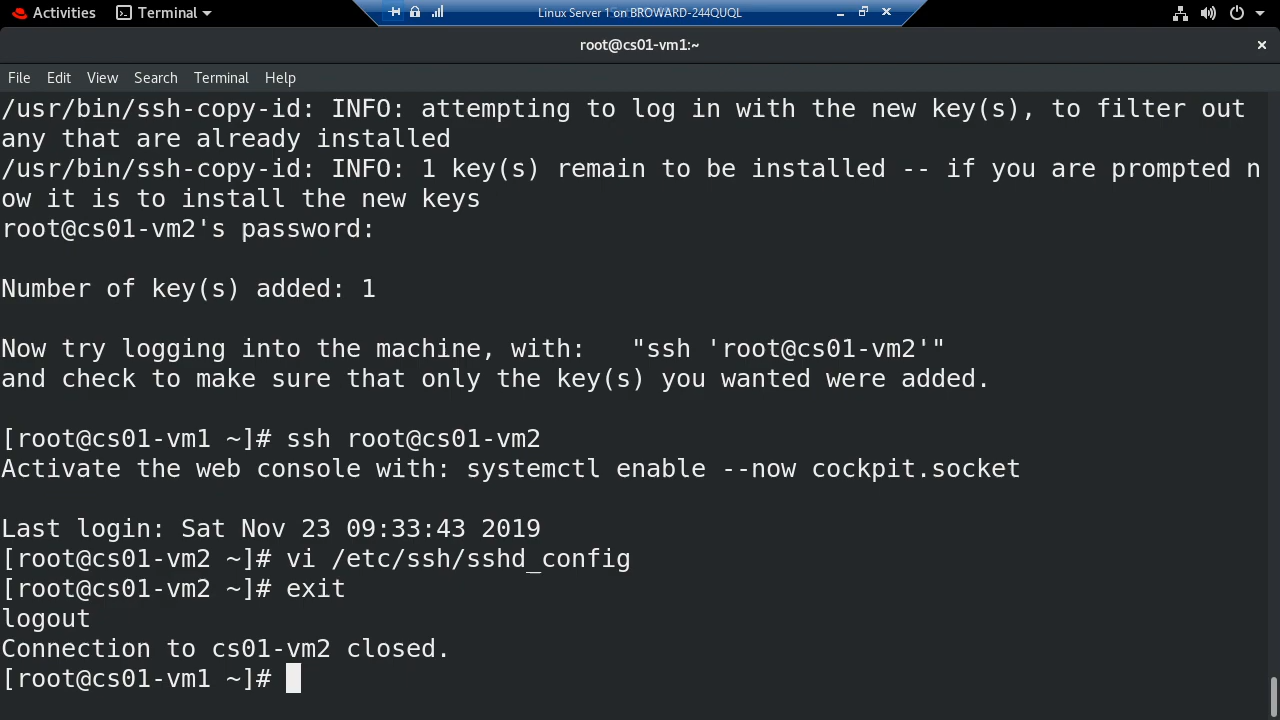 Activities Terminal Linux Server 1 on BROWARD-244QUQL
root@cs01-vm1:~
File Edit View Search Terminal Help
/usr/bin/ssh-copy-id: INFO: attempting to log in with the new key(s), to filter out
any that are already installed
/usr/bin/ssh-copy-id: INFO: 1 key(s) remain to be installed -- if you are prompted n
ow it is to install the new keys
root@cs01-vm2's password:
Number of key(s) added: 1
Now try logging into the machine, with:   "ssh 'root@cs01-vm2'"
and check to make sure that only the key(s) you wanted were added.
[root@cs01-vm1 ~]# ssh root@cs01-vm2
Activate the web console with: systemctl enable --now cockpit.socket
Last login: Sat Nov 23 09:33:43 2019
[root@cs01-vm2 ~]# vi /etc/ssh/sshd_config
[root@cs01-vm2 ~]# exit
logout
Connection to cs01-vm2 closed.
[root@cs01-vm1 ~]#